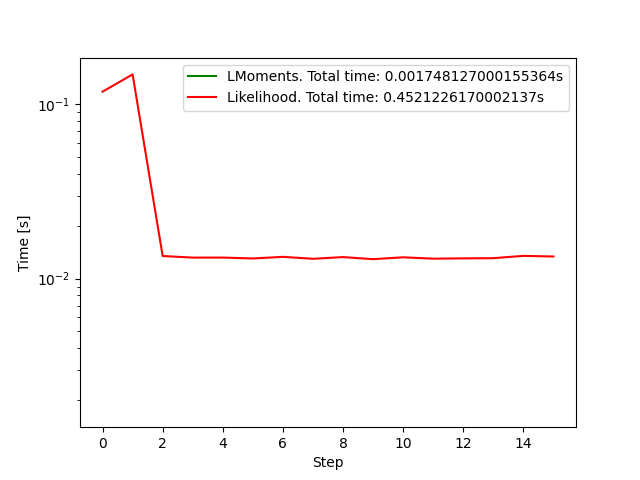 LMoments. Total time: 0.001748127000155364s
Likelihood. Total time: 0.4521226170002137s
10⁻¹
10⁻²
Time [s]
0 2 4 6 8 10 12 14
Step